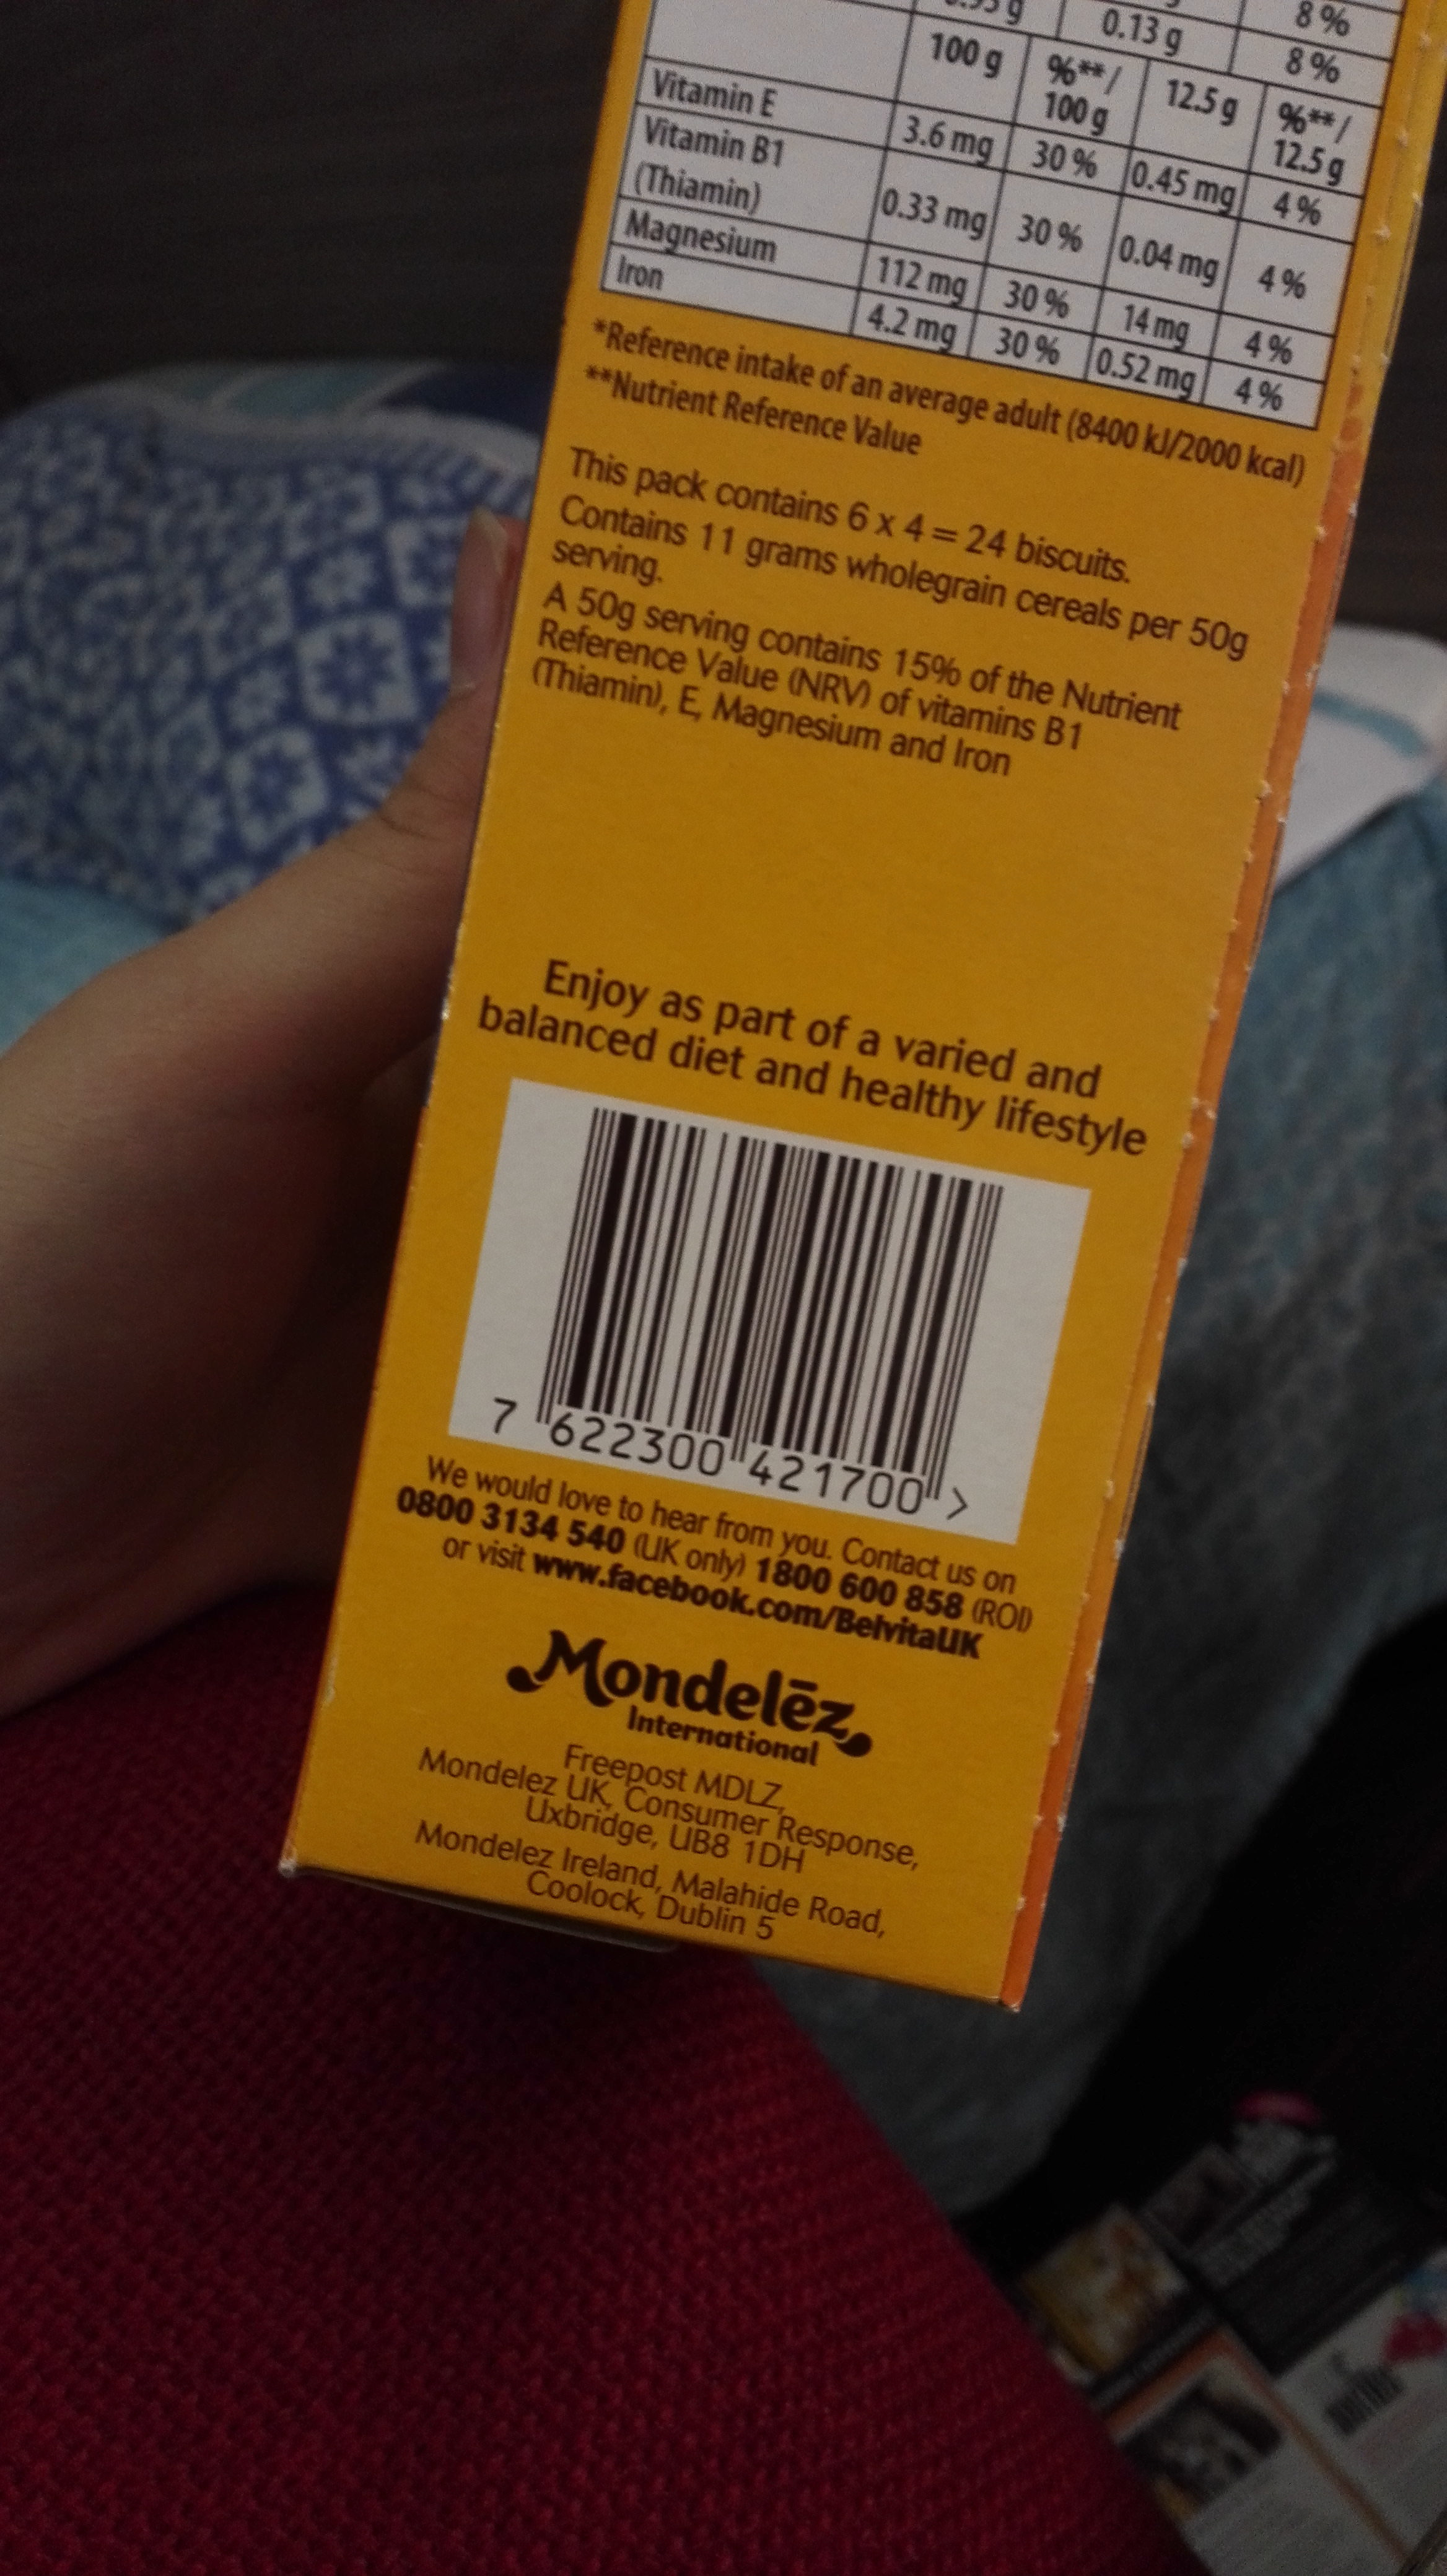 0.13 g 8 %
8 %
100 g %**/ 100 g 12.5 g %**/ 12.5 g
Vitamin E 3.6 mg 30 % 0.45 mg 4 %
Vitamin B1 (Thiamin) 0.33 mg 30 % 0.04 mg 4 %
Magnesium 112 mg 30 % 14 mg 4 %
Iron 4.2 mg 30 % 0.52 mg 4 %
*Reference intake of an average adult (8400 kJ/2000 kcal)
**Nutrient Reference Value
This pack contains 6 x 4 = 24 biscuits.
Contains 11 grams wholegrain cereals per 50g
serving.
A 50g serving contains 15% of the Nutrient
Reference Value (NRV) of vitamins B1
(Thiamin), E, Magnesium and Iron
Enjoy as part of a varied and
balanced diet and healthy lifestyle
7 622300 421700 >
We would love to hear from you. Contact us on
0800 3134 540 (UK only) 1800 600 858 (ROI)
or visit www.facebook.com/BelvitaUK
Mondelēz
International
Freepost MDLZ,
Mondelez UK, Consumer Response,
Uxbridge, UB8 1DH
Mondelez Ireland, Malahide Road,
Coolock, Dublin 5